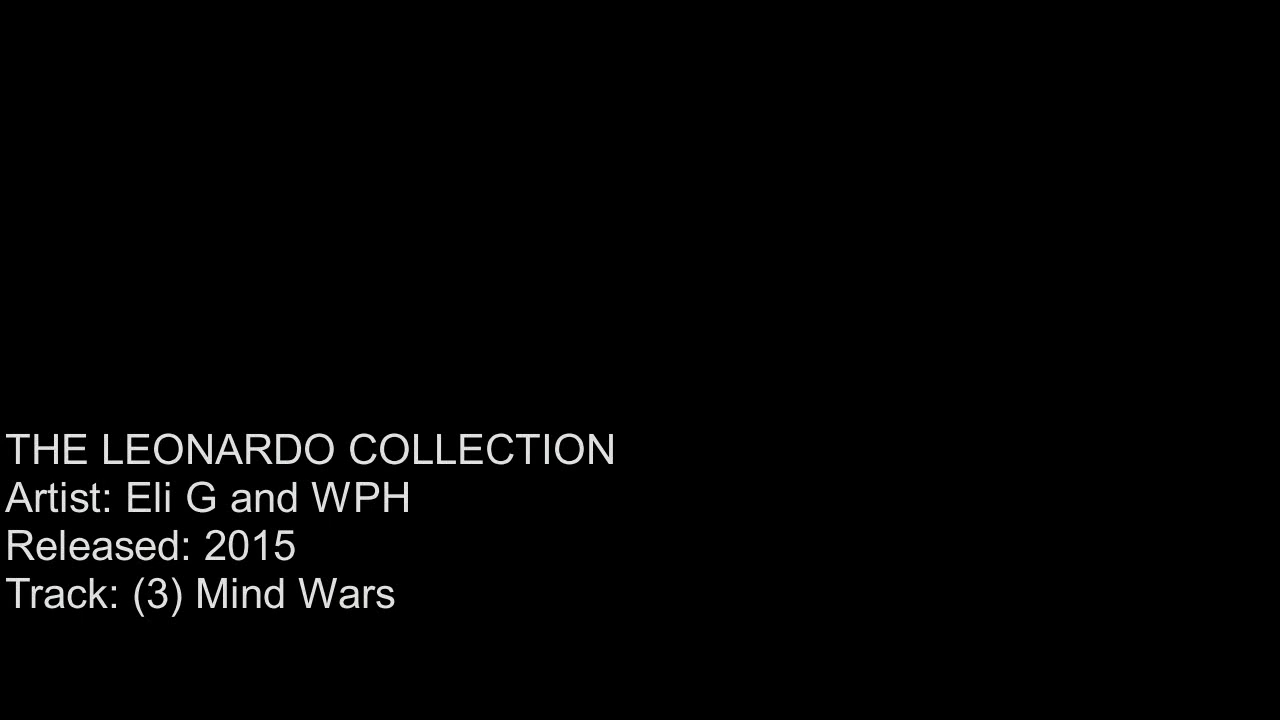 THE LEONARDO COLLECTION
Artist: Eli G and WPH
Released: 2015
Track: (3) Mind Wars